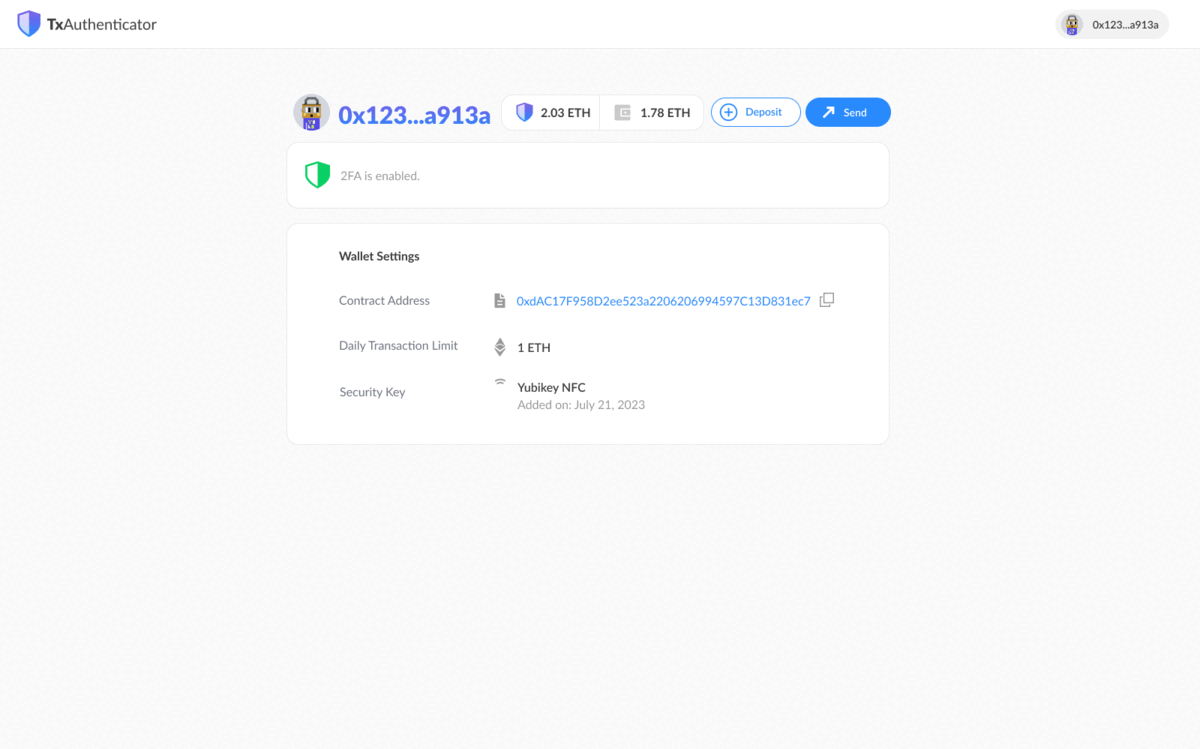 TxAuthenticator
0x123...a913a
0x123...a913a
2.03 ETH
1.78 ETH
Deposit
Send
2FA is enabled.
Wallet Settings
Contract Address
0xdAC17F958D2ee523a2206206994597C13D831ec7
Daily Transaction Limit
1 ETH
Security Key
Yubikey NFC
Added on: July 21, 2023